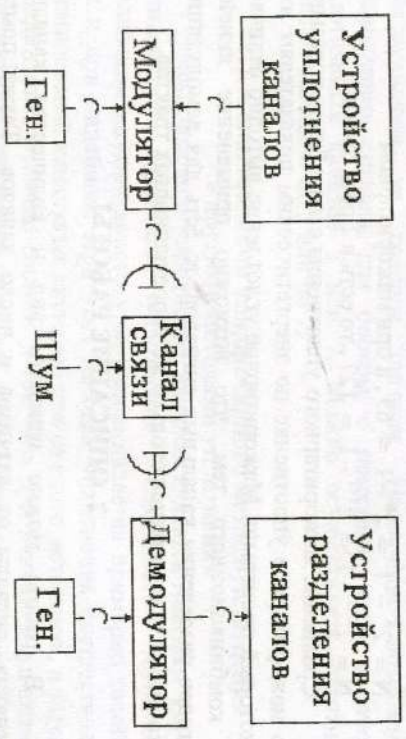 Устройство
уплотнения
каналов
Устройство
разделения
каналов
Модулятор
Канал
связи
Демодулятор
Ген.
Шум
Ген.